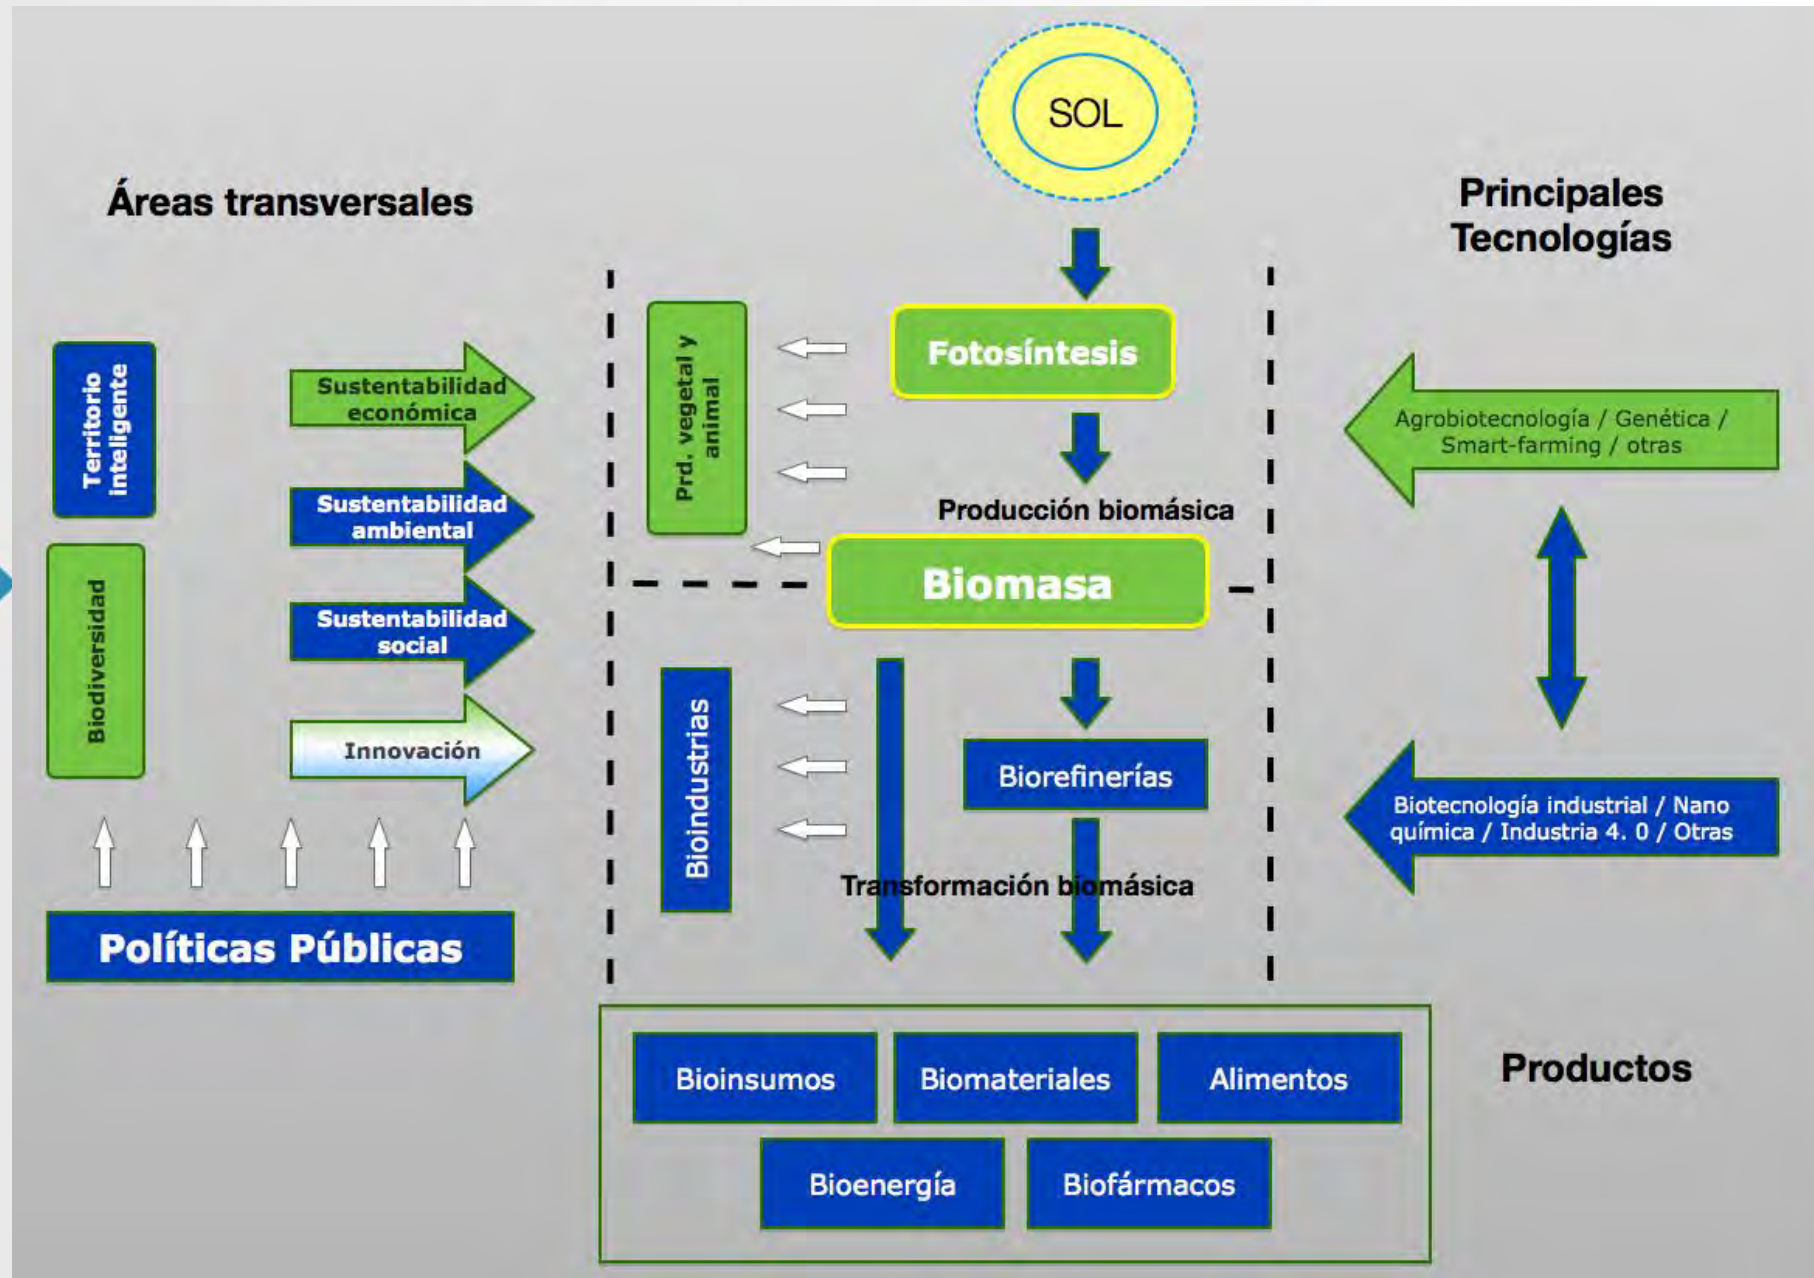 SOL
Áreas transversales
Principales
Tecnologías
Territorio
inteligente
Biodiversidad
Sustentabilidad
económica
Sustentabilidad
ambiental
Sustentabilidad
social
Innovación
Políticas Públicas
Prd. vegetal y
animal
Fotosíntesis
Producción biomásica
Biomasa
Bioindustrias
Biorefinerías
Transformación biomásica
Agrobiotecnología / Genética /
Smart-farming / otras
Biotecnología industrial / Nano
química / Industria 4. 0 / Otras
Bioinsumos
Biomateriales
Alimentos
Bioenergía
Biofármacos
Productos